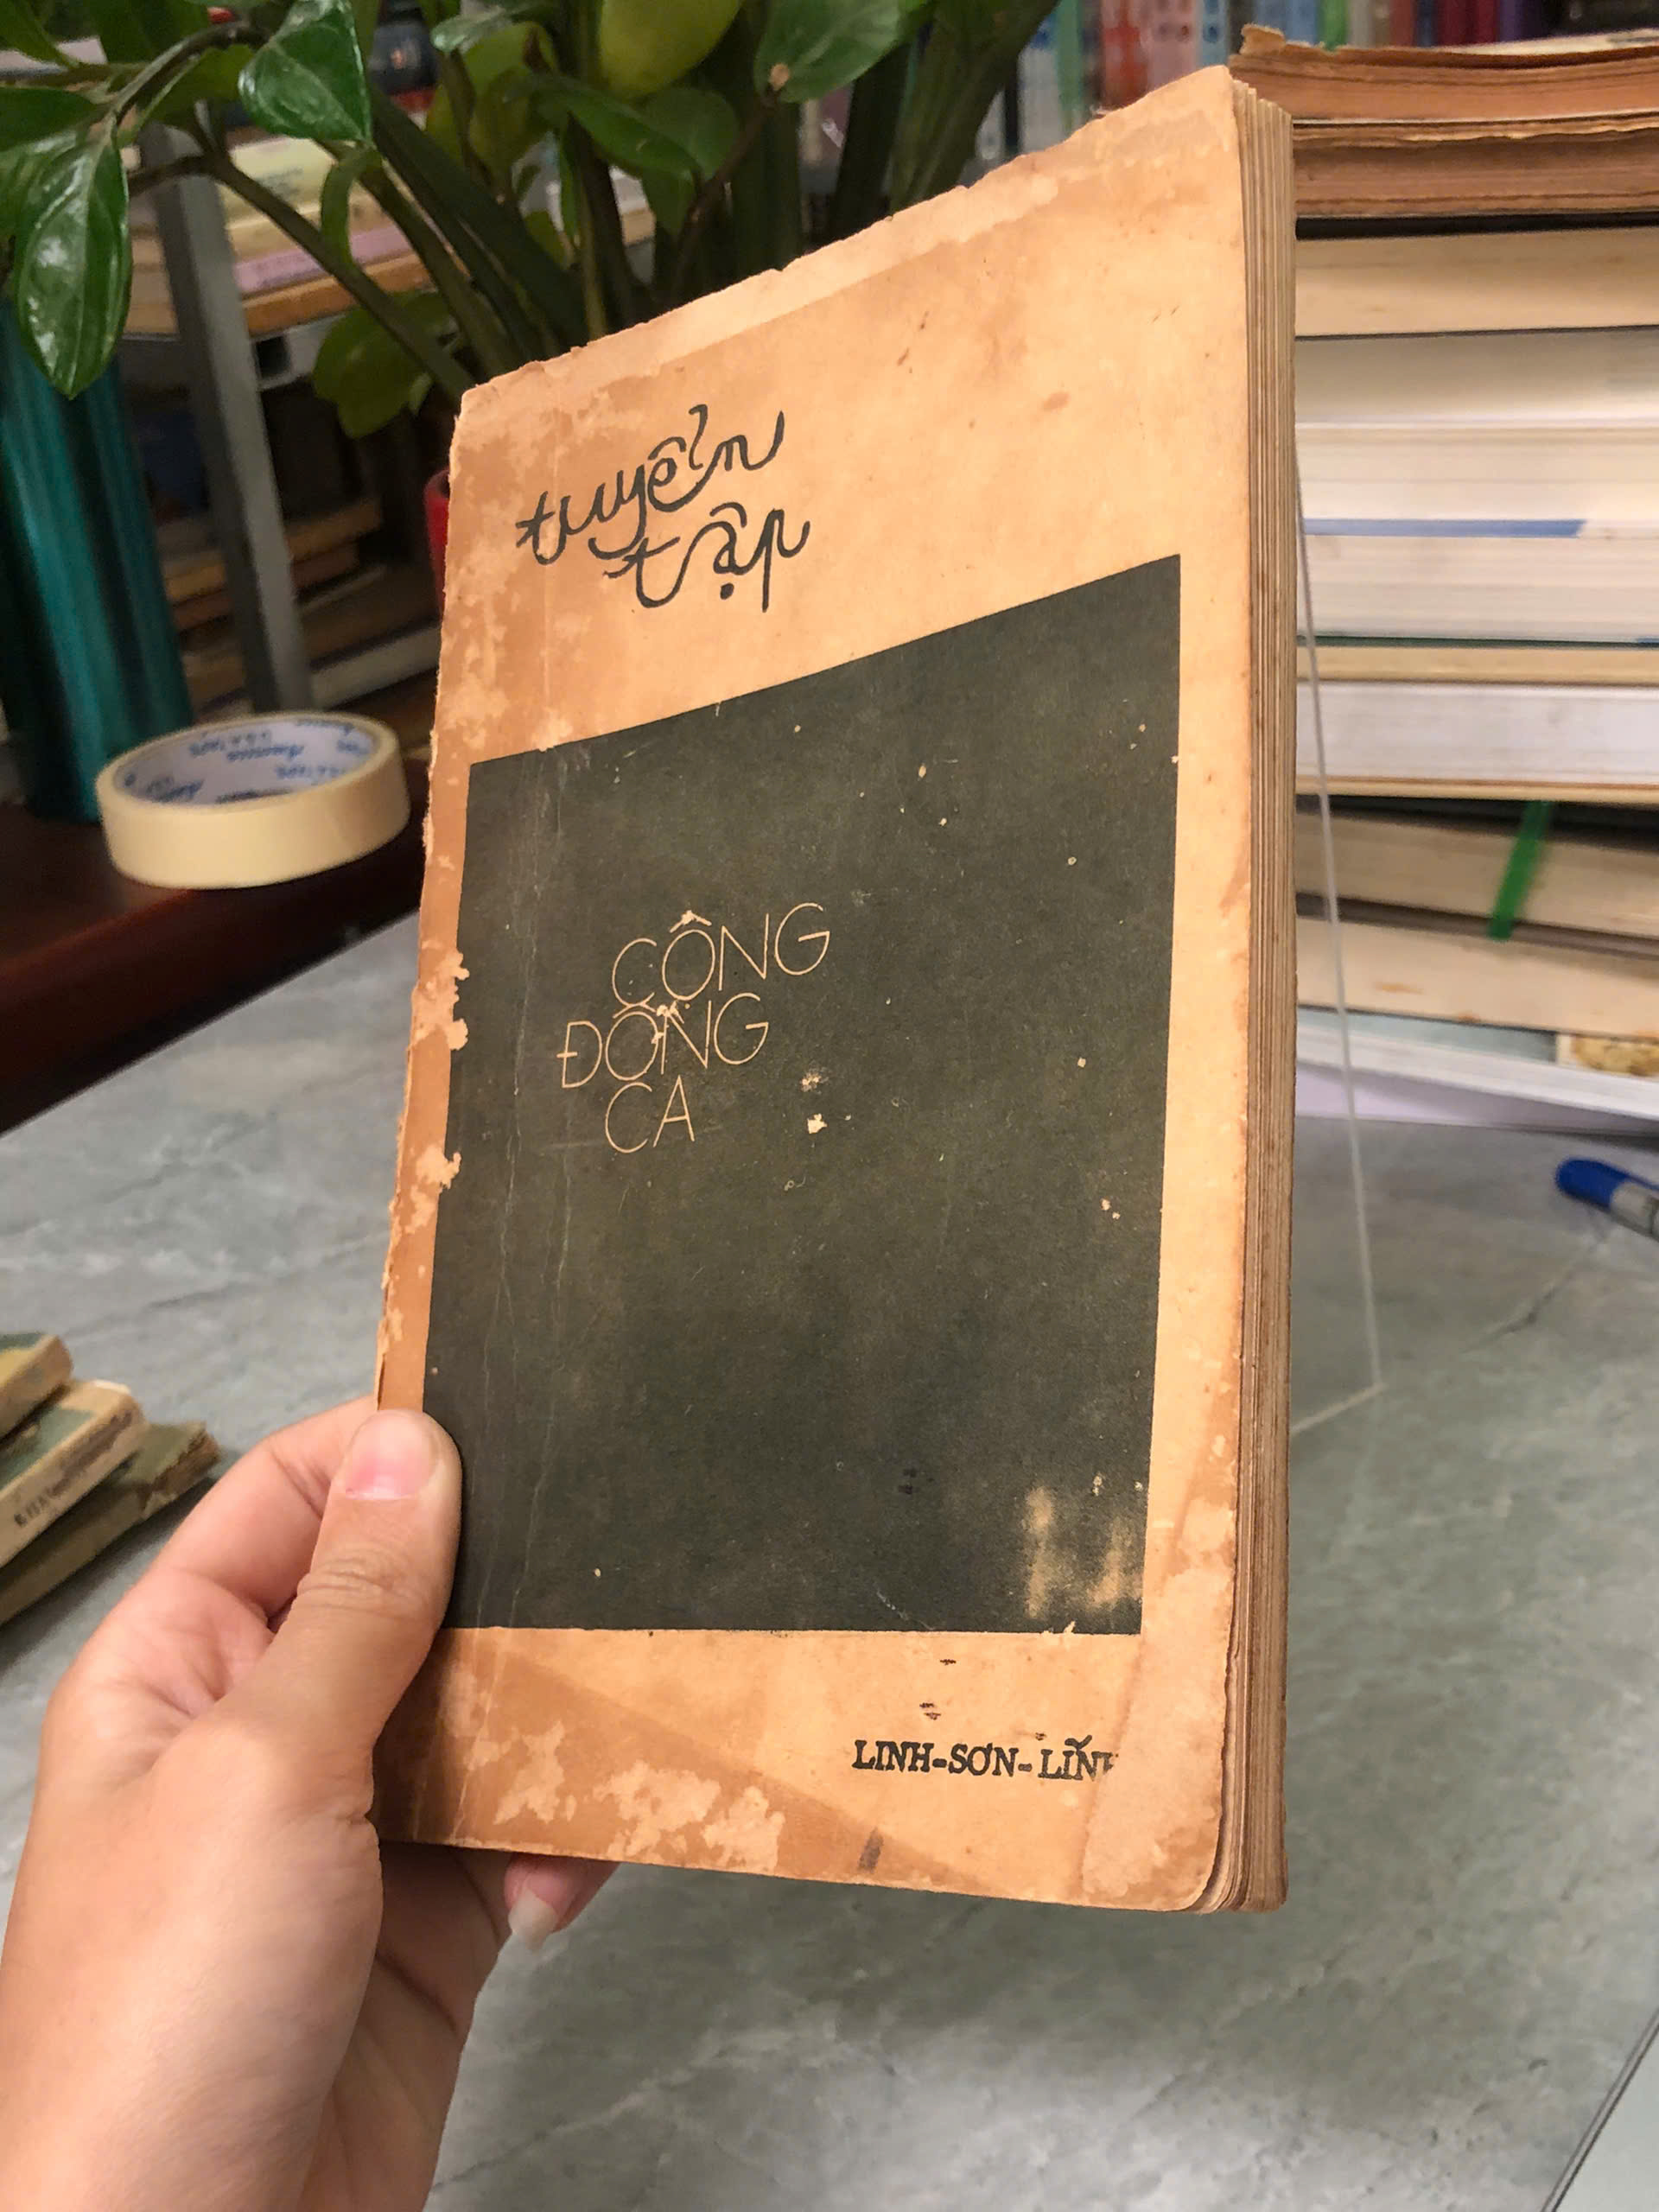 tuyển
tập
CỘNG
ĐỒNG
CA
LINH-SƠN-LĨNH